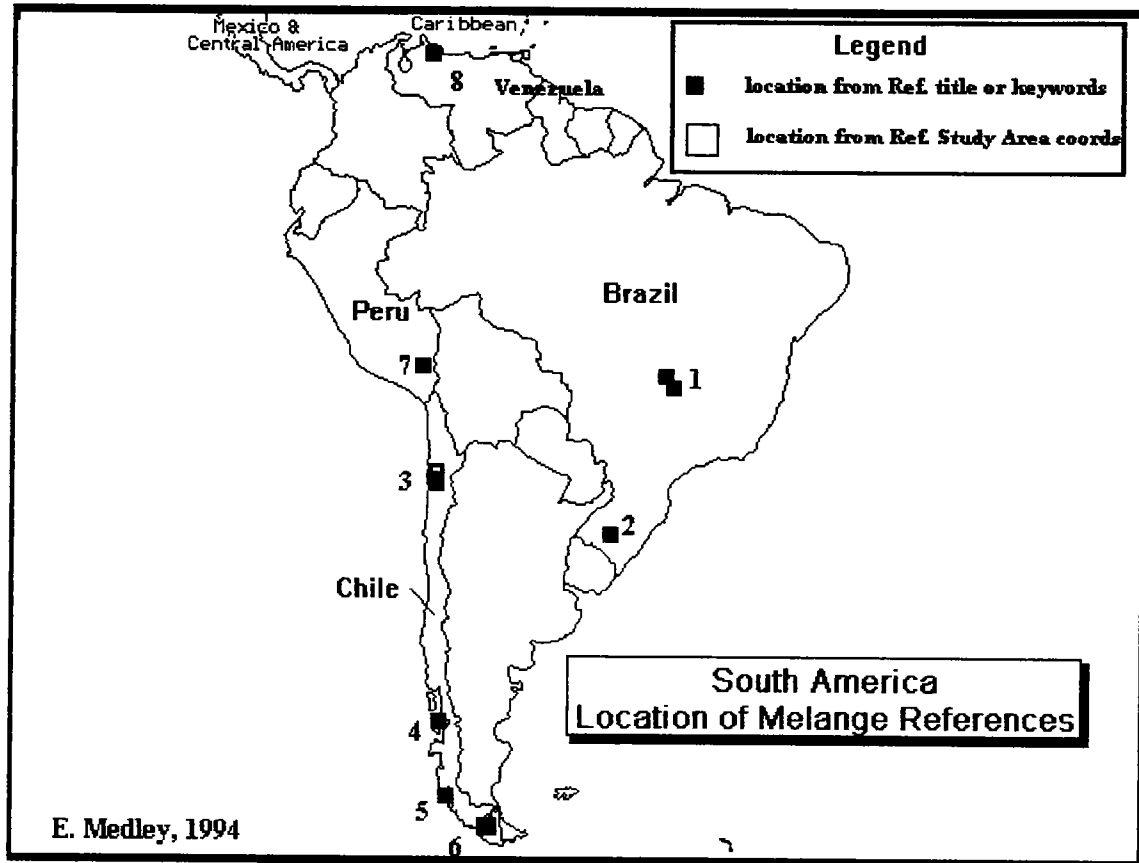 Mexico &
Central America
Caribbean,
Legend
location from Ref. title or keywords
location from Ref. Study Area coords
8
Venezuela
Brazil
Peru
7
1
3
2
Chile
South America
Location of Melange References
4
5
6
E. Medley, 1994